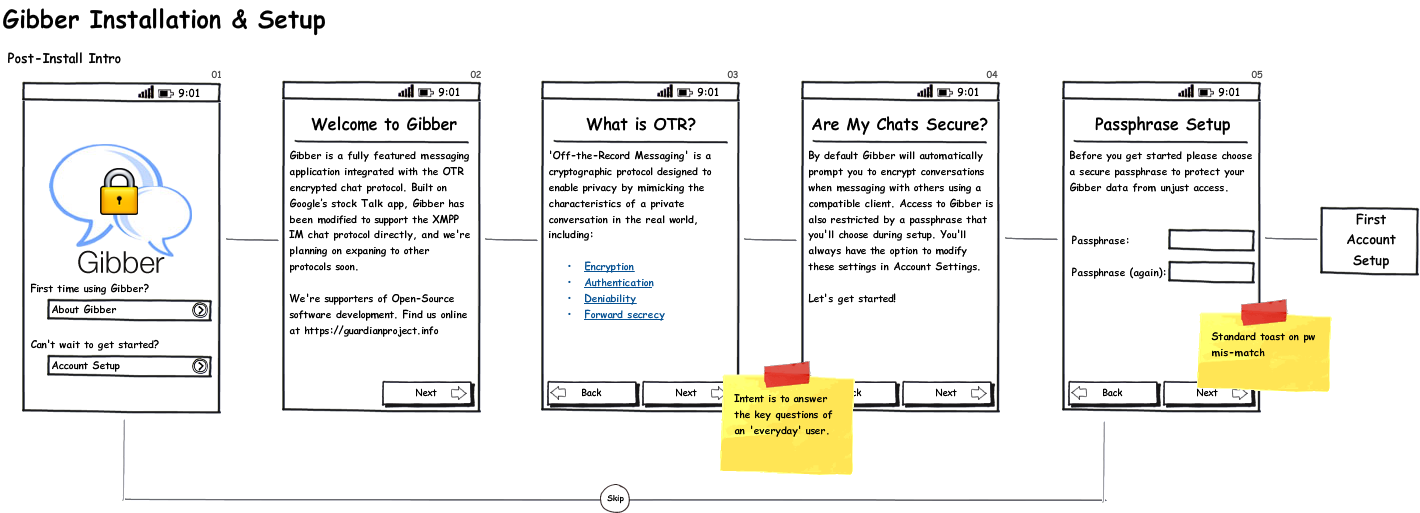 Gibber Installation & Setup
Post-Install Intro
01
9:01
Gibber
First time using Gibber?
About Gibber
Can't wait to get started?
Account Setup
02
9:01
Welcome to Gibber
Gibber is a fully featured messaging
application integrated with the OTR
encrypted chat protocol. Built on
Google's stock Talk app, Gibber has
been modified to support the XMPP
IM chat protocol directly, and we're
planning on expaning to other
protocols soon.
We're supporters of Open-Source
software development. Find us online
at https://guardianproject.info
Next
03
9:01
What is OTR?
'Off-the-Record Messaging' is a
cryptographic protocol designed to
enable privacy by mimicking the
characteristics of a private
conversation in the real world,
including:
• Encryption
• Authentication
• Deniability
• Forward secrecy
Back
Next
Intent is to answer
the key questions of
an 'everyday' user.
04
9:01
Are My Chats Secure?
By default Gibber will automatically
prompt you to encrypt conversations
when messaging with others using a
compatible client. Access to Gibber is
also restricted by a passphrase that
you'll choose during setup. You'll
always have the option to modify
these settings in Account Settings.
Let's get started!
ck
Next
05
9:01
Passphrase Setup
Before you get started please choose
a secure passphrase to protect your
Gibber data from unjust access.
Passphrase:
Passphrase (again):
Standard toast on pw
mis-match
Back
Next
First
Account
Setup
Skip